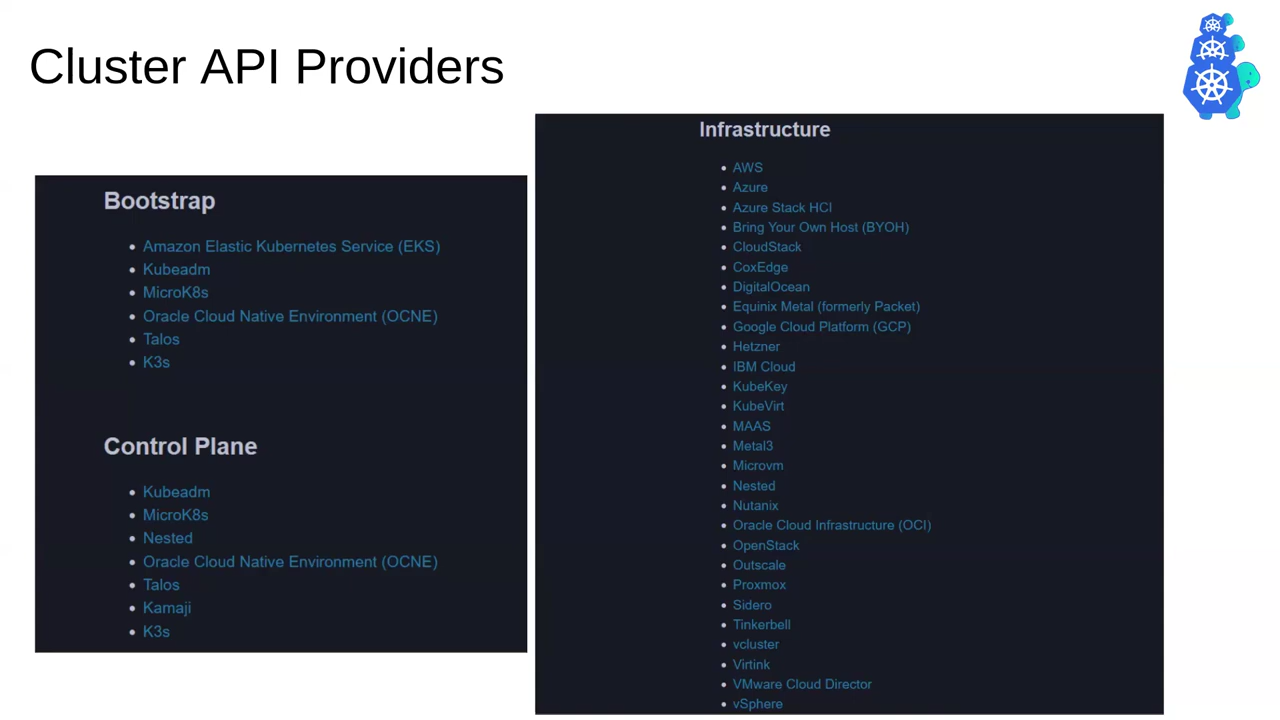 Cluster API Providers
Bootstrap
Amazon Elastic Kubernetes Service (EKS)
Kubeadm
MicroK8s
Oracle Cloud Native Environment (OCNE)
Talos
K3s
Control Plane
Kubeadm
MicroK8s
Nested
Oracle Cloud Native Environment (OCNE)
Talos
Kamaji
K3s
Infrastructure
AWS
Azure
Azure Stack HCI
Bring Your Own Host (BYOH)
CloudStack
CoxEdge
DigitalOcean
Equinix Metal (formerly Packet)
Google Cloud Platform (GCP)
Hetzner
IBM Cloud
KubeKey
KubeVirt
MAAS
Metal3
Microvm
Nested
Nutanix
Oracle Cloud Infrastructure (OCI)
OpenStack
Outscale
Proxmox
Sidero
Tinkerbell
vcluster
Virtink
VMware Cloud Director
vSphere